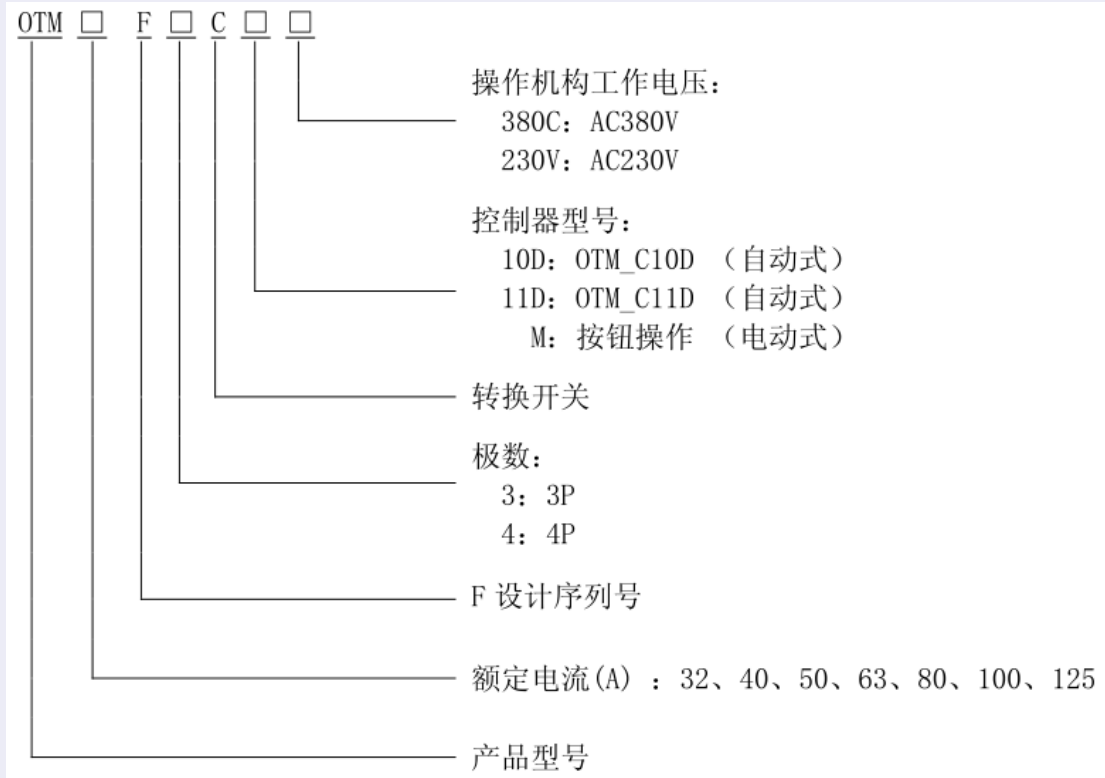 OTM □ F □ C □ □
操作机构工作电压：
380C：AC380V
230V：AC230V
控制器型号：
10D：OTM_C10D （自动式）
11D：OTM_C11D （自动式）
M：按钮操作 （电动式）
转换开关
极数：
3：3P
4：4P
F 设计序列号
额定电流(A) ：32、40、50、63、80、100、125
产品型号